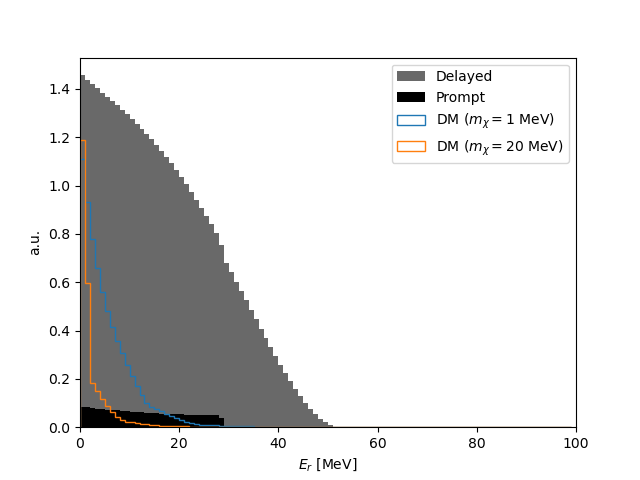 Delayed
Prompt
DM (mχ = 1 MeV)
DM (mχ = 20 MeV)
a.u.
1.4
1.2
1.0
0.8
0.6
0.4
0.2
0.0
0 20 40 60 80 100
Er [MeV]